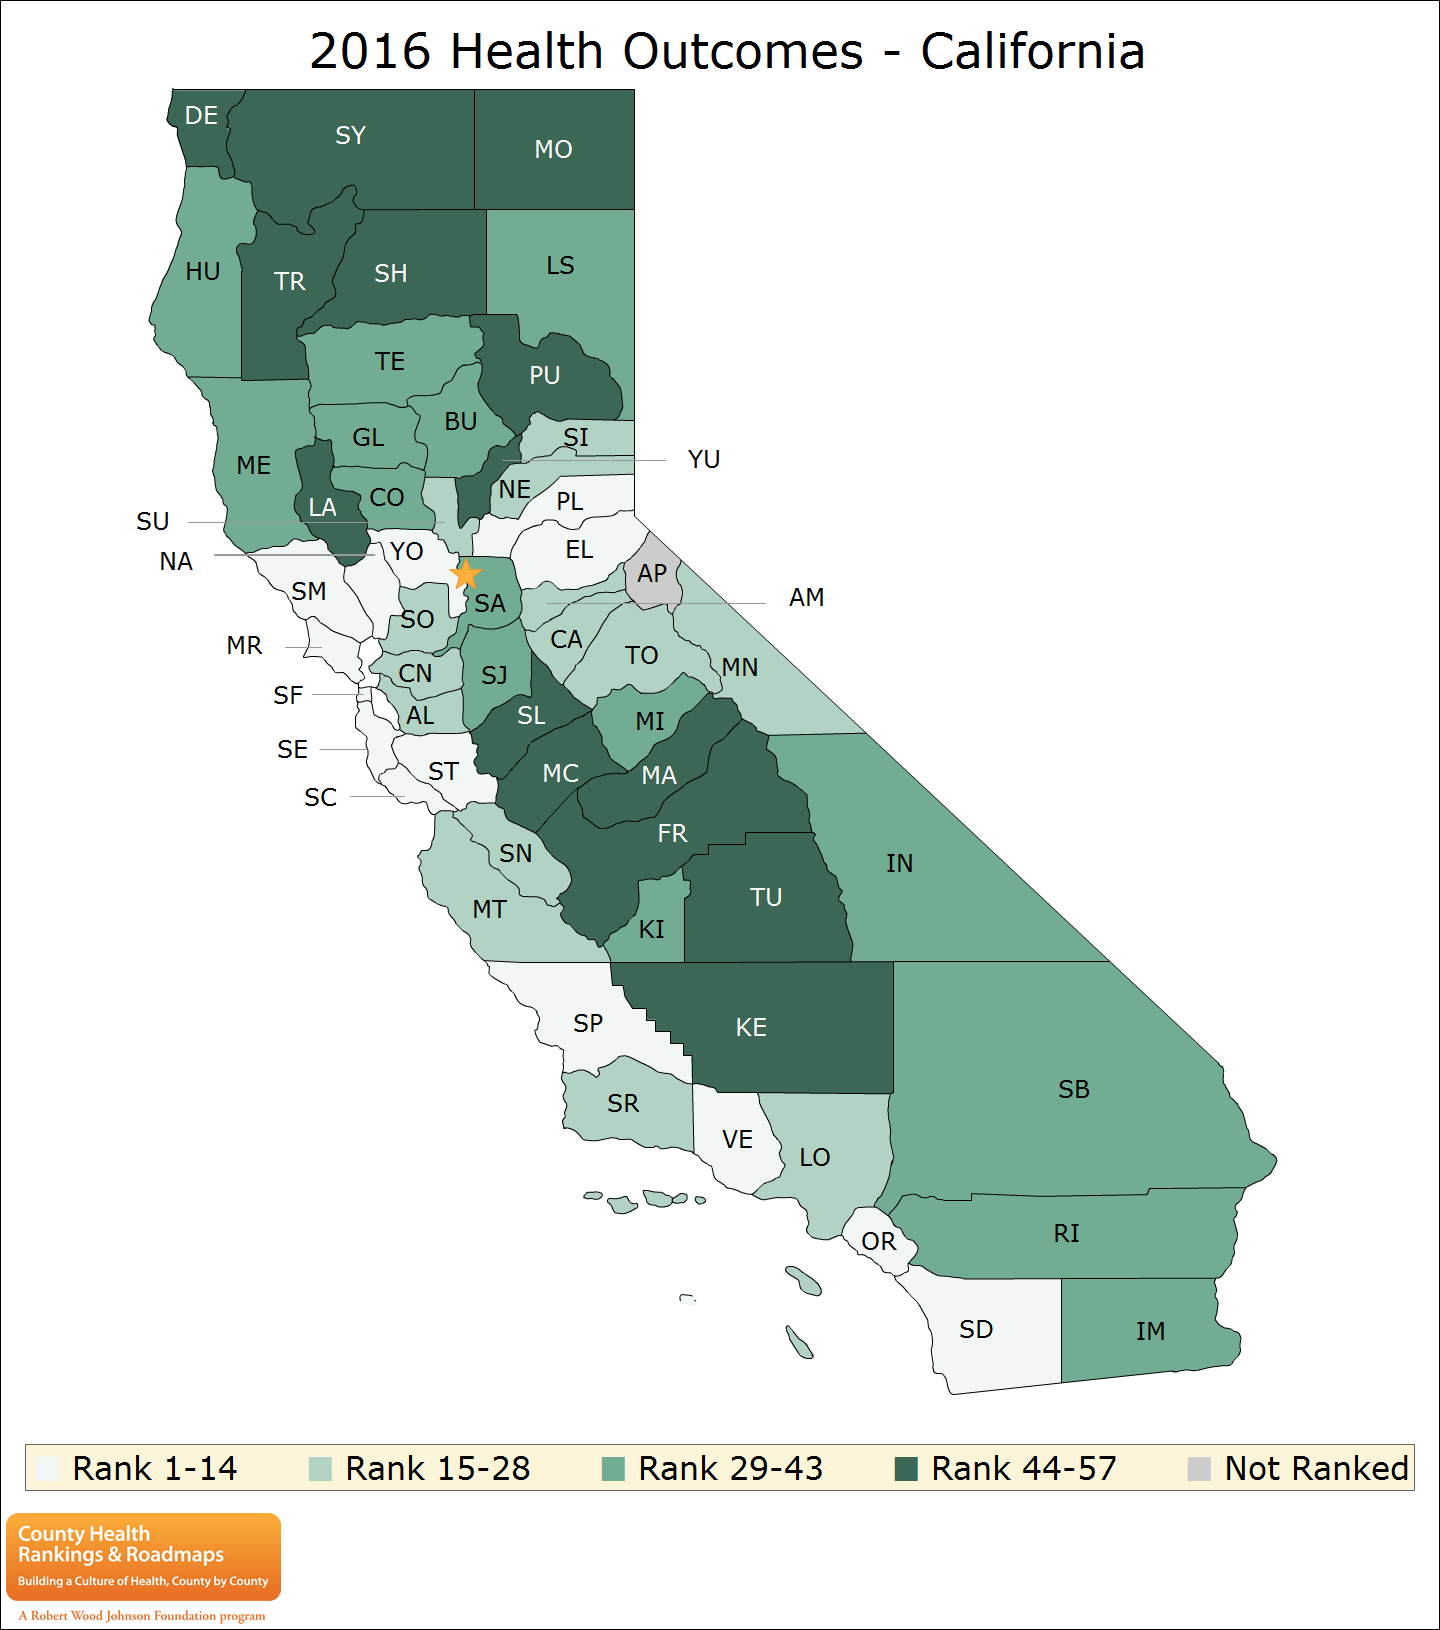 2016 Health Outcomes - California
DE
SY
MO
HU
TR
SH
LS
TE
PU
BU
GL
SI
ME
YU
NE
CO
PL
LA
SU
YO
EL
NA
AP
SM
AM
SA
SO
CA
MR
TO
MN
CN
SJ
SF
AL
SL
MI
SE
ST
MC
MA
SC
FR
SN
IN
TU
MT
KI
SP
KE
SB
SR
VE
LO
RI
OR
SD
IM
Rank 1-14 Rank 15-28 Rank 29-43 Rank 44-57 Not Ranked
County Health
Rankings & Roadmaps
Building a Culture of Health, County by County
A Robert Wood Johnson Foundation program